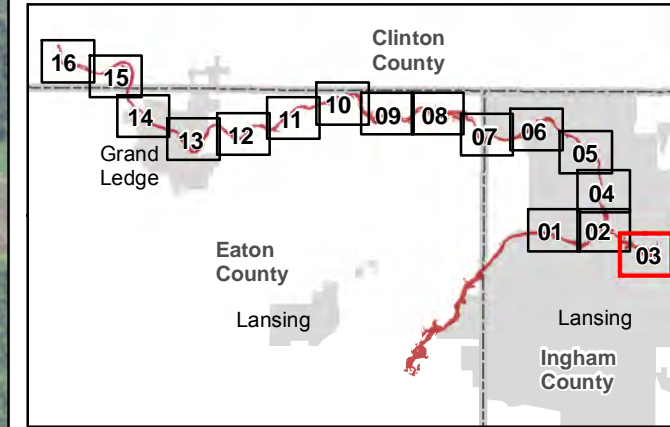 Clinton
County
16
15
14
13
12
11
10
09
08
07
06
05
04
01
02
03
Grand
Ledge
Eaton
County
Lansing
Lansing
Ingham
County